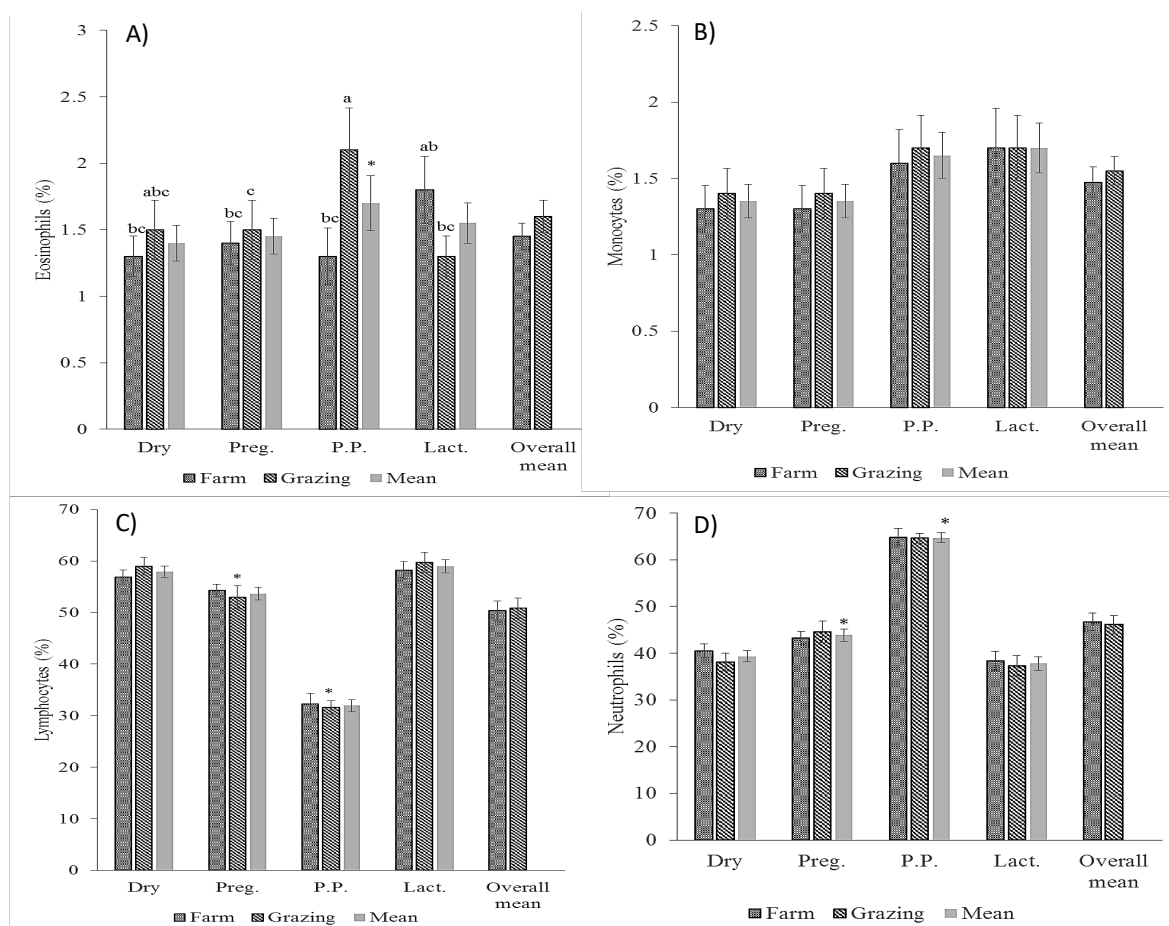 A)
3
2.5
2
1.5
1
0.5
0
Eosinophils (%)
bc
abc
bc
c
bc
a
*
ab
bc
Dry Preg. P.P. Lact. Overall
mean
Farm Grazing Mean
B)
2.5
2
1.5
1
0.5
0
Monocytes (%)
Dry Preg. P.P. Lact. Overall
mean
Farm Grazing Mean
C)
70
60
50
40
30
20
10
0
Lymphocytes (%)
*
*
Dry Preg. P.P. Lact. Overall
mean
Farm Grazing Mean
D)
70
60
50
40
30
20
10
0
Neutrophils (%)
*
*
Dry Preg. P.P. Lact. Overall
mean
Farm Grazing Mean